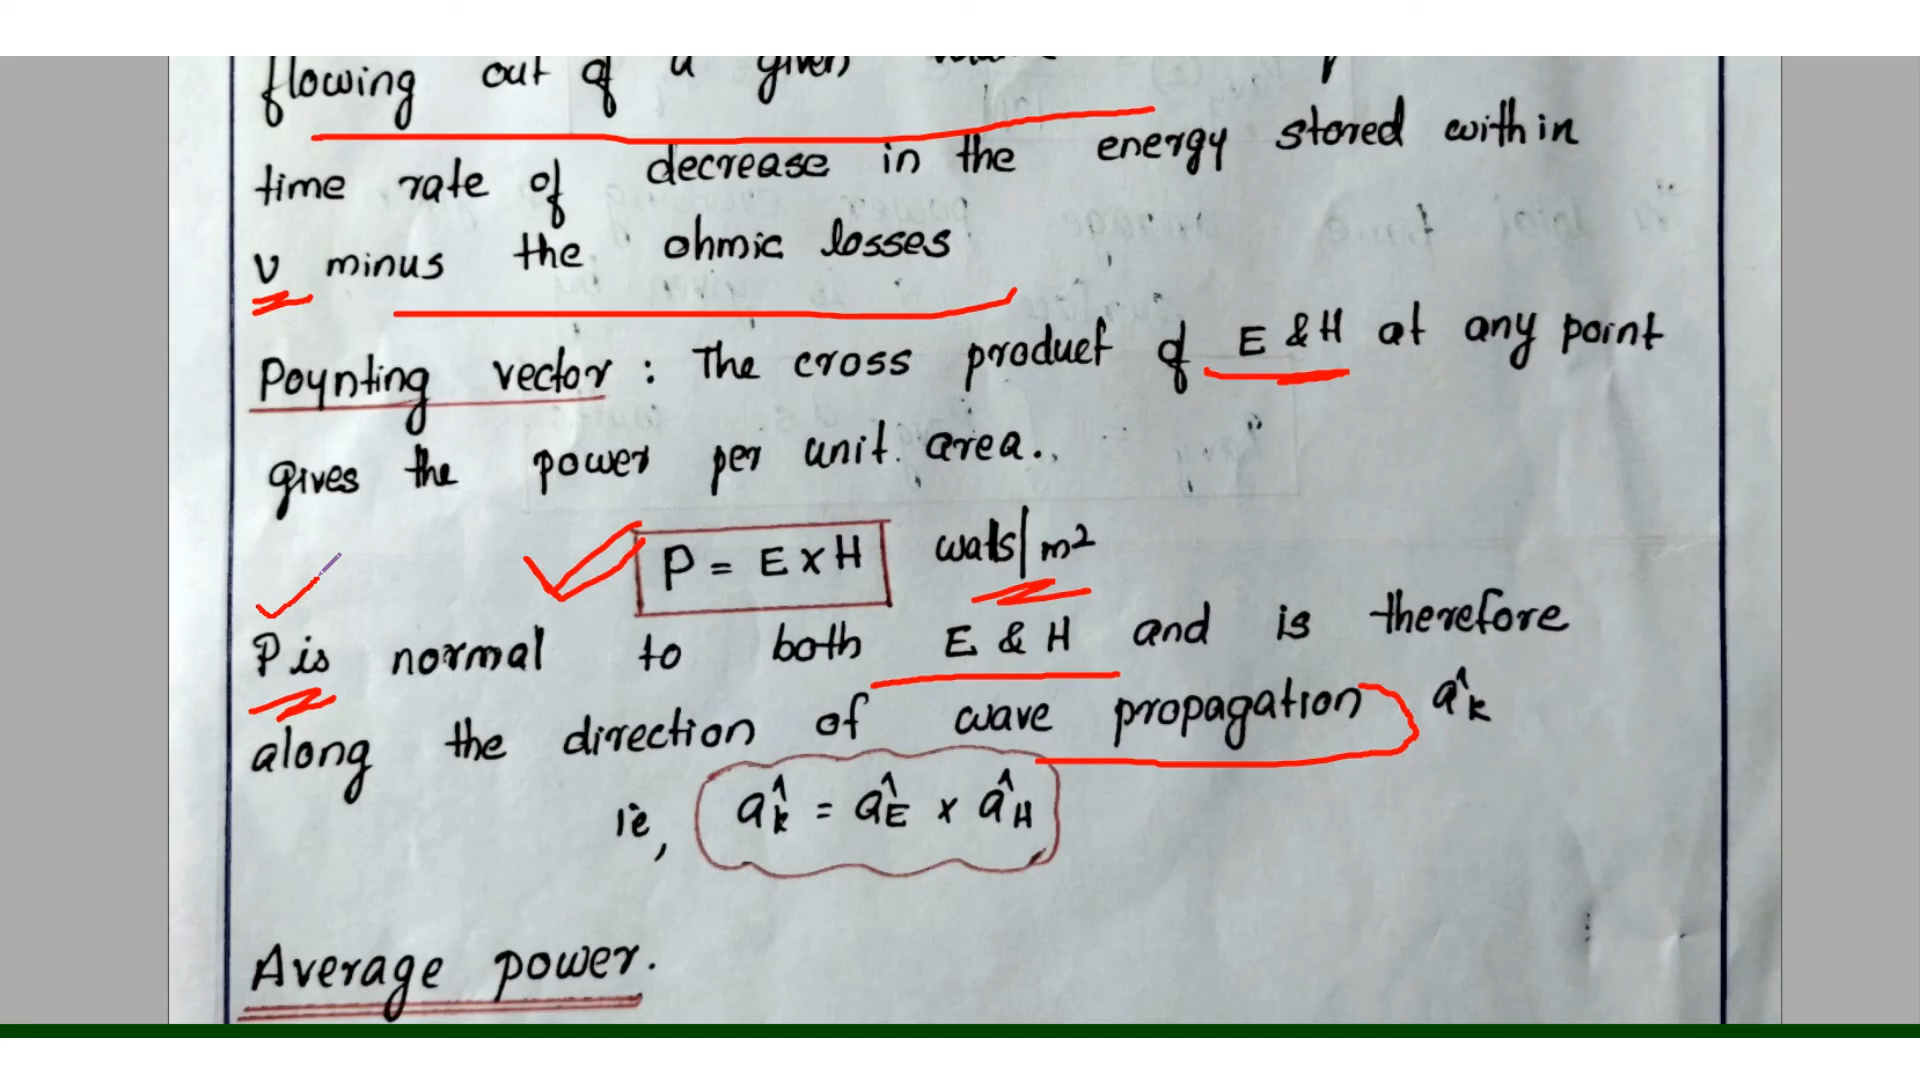 flowing out of a given
time rate of decrease in the energy stored within
v minus the ohmic losses
Poynting vector : The cross product of E & H at any point
gives the power per unit area.
P = E x H wats/m2
P is normal to both E & H and is therefore
along the direction of wave propagation âk
ie, âk = âE x âH
Average power.